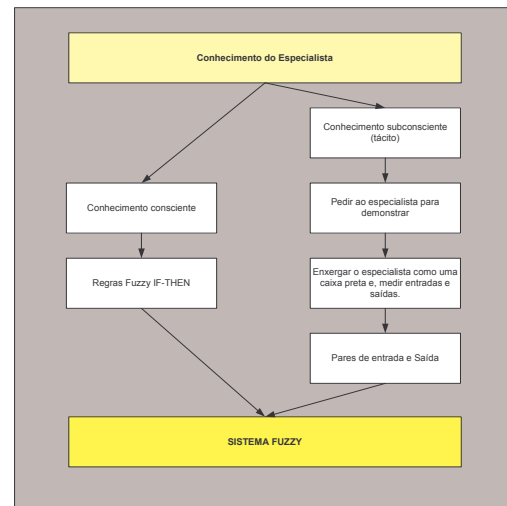 Conhecimento do Especialista
Conhecimento subconsciente
(tácito)
Conhecimento consciente
Pedir ao especialista para
demonstrar
Regras Fuzzy IF-THEN
Enxergar o especialista como uma
caixa preta e, medir entradas e
saídas.
Pares de entrada e Saída
SISTEMA FUZZY